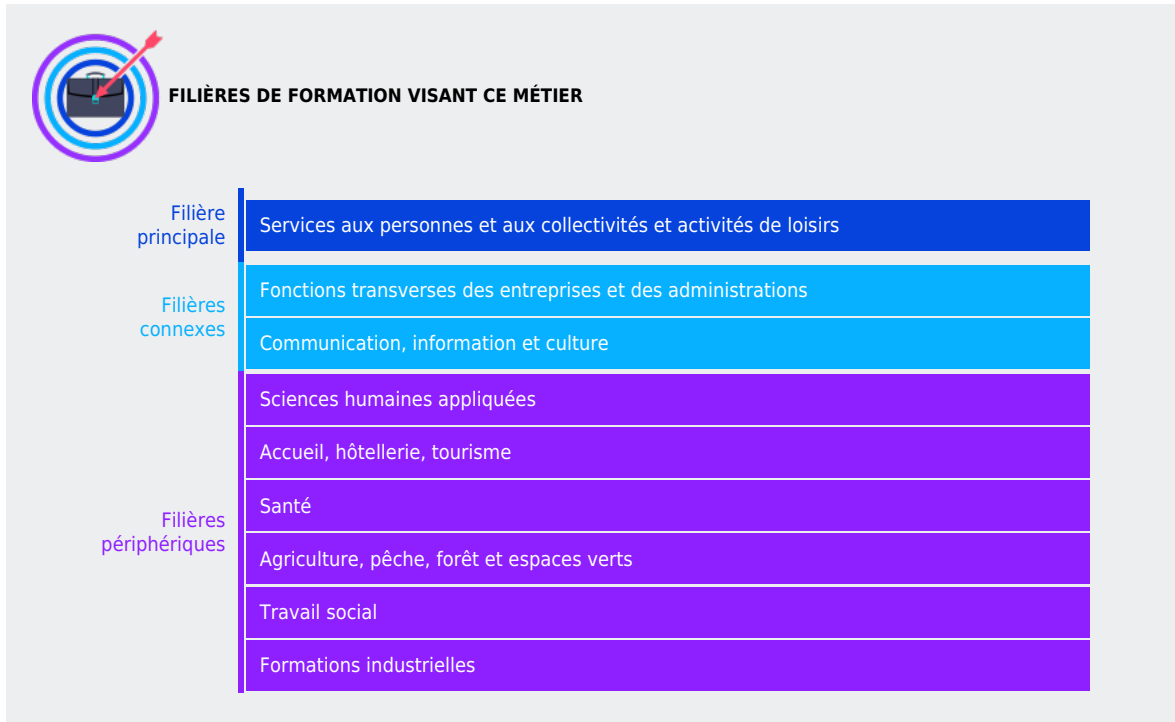 FILIÈRES DE FORMATION VISANT CE MÉTIER
Filière
principale
Services aux personnes et aux collectivités et activités de loisirs
Filières
connexes
Fonctions transverses des entreprises et des administrations
Communication, information et culture
Filières
périphériques
Sciences humaines appliquées
Accueil, hôtellerie, tourisme
Santé
Agriculture, pêche, forêt et espaces verts
Travail social
Formations industrielles